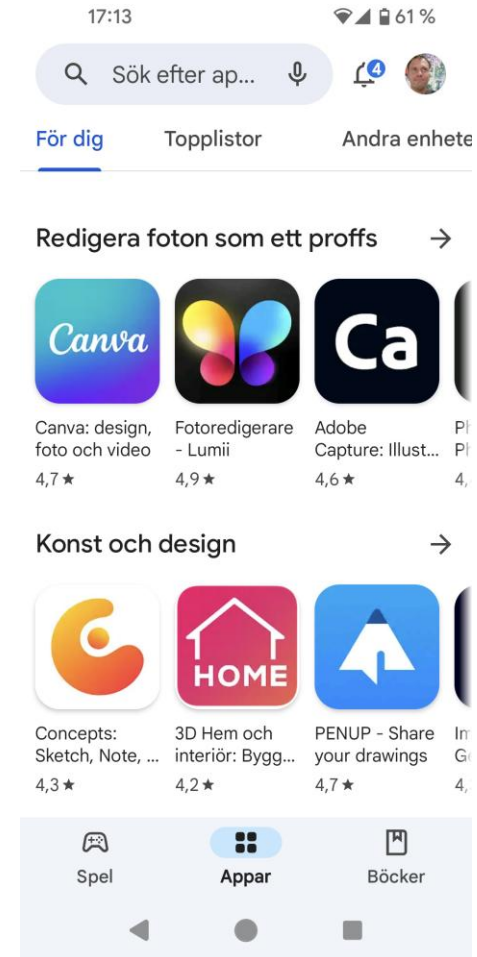 17:13
61 %
Sök efter ap...
4
För dig
Topplistor
Andra enhete
Redigera foton som ett proffs
Canva
Ca
Canva: design,
foto och video
4,7★
Fotoredigerare
- Lumii
4,9★
Adobe
Capture: Illust...
4,6★
Konst och design
HOME
Concepts:
Sketch, Note, ...
4,3★
3D Hem och
interiör: Bygg...
4,2★
PENUP - Share
your drawings
4,7★
Spel
Appar
Böcker